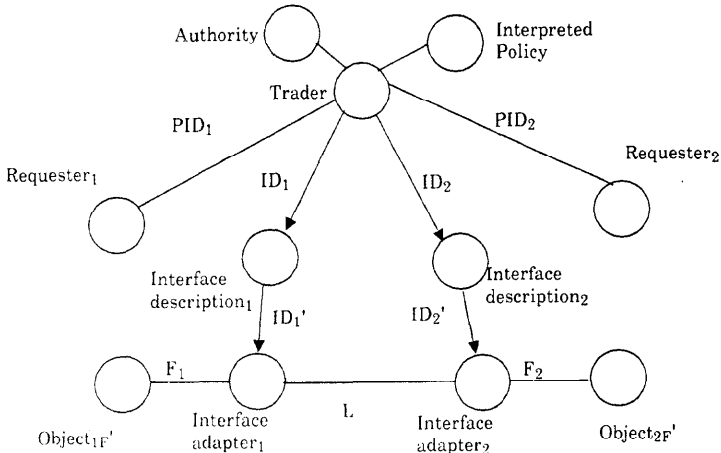 Authority
Interpreted
Policy
Trader
PID₁
PID₂
Requester₁
Requester₂
ID₁
ID₂
Interface
description₁
Interface
description₂
ID₁'
ID₂'
F₁
F₂
L
Object₁F'
Interface
adapter₁
Interface
adapter₂
Object₂F'